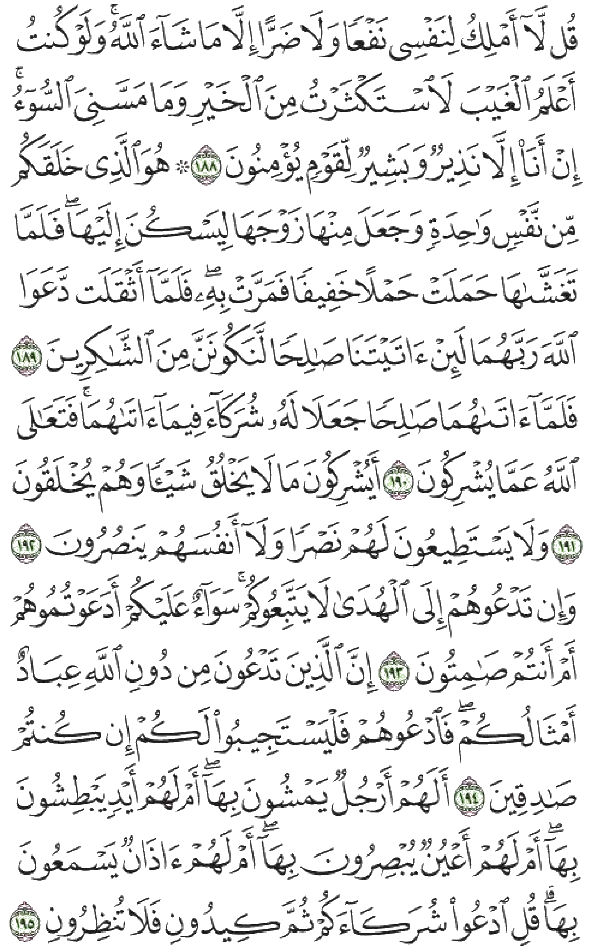 قُل لَّآ أَمْلِكُ لِنَفْسِى نَفْعًا وَلَا ضَرًّا إِلَّا مَا شَآءَ ٱللَّهُ ۚ وَلَوْ كُنتُ
أَعْلَمُ ٱلْغَيْبَ لَٱسْتَكْثَرْتُ مِنَ ٱلْخَيْرِ وَمَا مَسَّنِىَ ٱلسُّوٓءُ ۚ
إِنْ أَنَا۠ إِلَّا نَذِيرٌ وَبَشِيرٌ لِّقَوْمٍ يُؤْمِنُونَ ١٨٨ ۞ هُوَ ٱلَّذِى خَلَقَكُم
مِّن نَّفْسٍ وَٰحِدَةٍ وَجَعَلَ مِنْهَا زَوْجَهَا لِيَسْكُنَ إِلَيْهَا ۖ فَلَمَّا
تَغَشَّىٰهَا حَمَلَتْ حَمْلًا خَفِيفًا فَمَرَّتْ بِهِۦ ۖ فَلَمَّآ أَثْقَلَت دَّعَوَا
ٱللَّهَ رَبَّهُمَا لَئِنْ ءَاتَيْتَنَا صَٰلِحًا لَّنَكُونَنَّ مِنَ ٱلشَّٰكِرِينَ ١٨٩
فَلَمَّآ ءَاتَىٰهُمَا صَٰلِحًا جَعَلَا لَهُۥ شُرَكَآءَ فِيمَآ ءَاتَىٰهُمَا ۚ فَتَعَٰلَى
ٱللَّهُ عَمَّا يُشْرِكُونَ ١٩٠ أَيُشْرِكُونَ مَا لَا يَخْلُقُ شَيْـًٔا وَهُمْ يُخْلَقُونَ
١٩١ وَلَا يَسْتَطِيعُونَ لَهُمْ نَصْرًا وَلَآ أَنفُسَهُمْ يَنصُرُونَ ١٩٢
وَإِن تَدْعُوهُمْ إِلَى ٱلْهُدَىٰ لَا يَتَّبِعُوكُمْ ۚ سَوَآءٌ عَلَيْكُمْ أَدَعَوْتُمُوهُمْ
أَمْ أَنتُمْ صَٰمِتُونَ ١٩٣ إِنَّ ٱلَّذِينَ تَدْعُونَ مِن دُونِ ٱللَّهِ عِبَادٌ
أَمْثَالُكُمْ ۖ فَٱدْعُوهُمْ فَلْيَسْتَجِيبُوا۟ لَكُمْ إِن كُنتُمْ
صَٰدِقِينَ ١٩٤ أَلَهُمْ أَرْجُلٌ يَمْشُونَ بِهَآ ۖ أَمْ لَهُمْ أَيْدٍ يَبْطِشُونَ
بِهَآ ۖ أَمْ لَهُمْ أَعْيُنٌ يُبْصِرُونَ بِهَآ ۖ أَمْ لَهُمْ ءَاذَانٌ يَسْمَعُونَ
بِهَا ۗ قُلِ ٱدْعُوا۟ شُرَكَآءَكُمْ ثُمَّ كِيدُونِ فَلَا تُنظِرُونِ ١٩٥